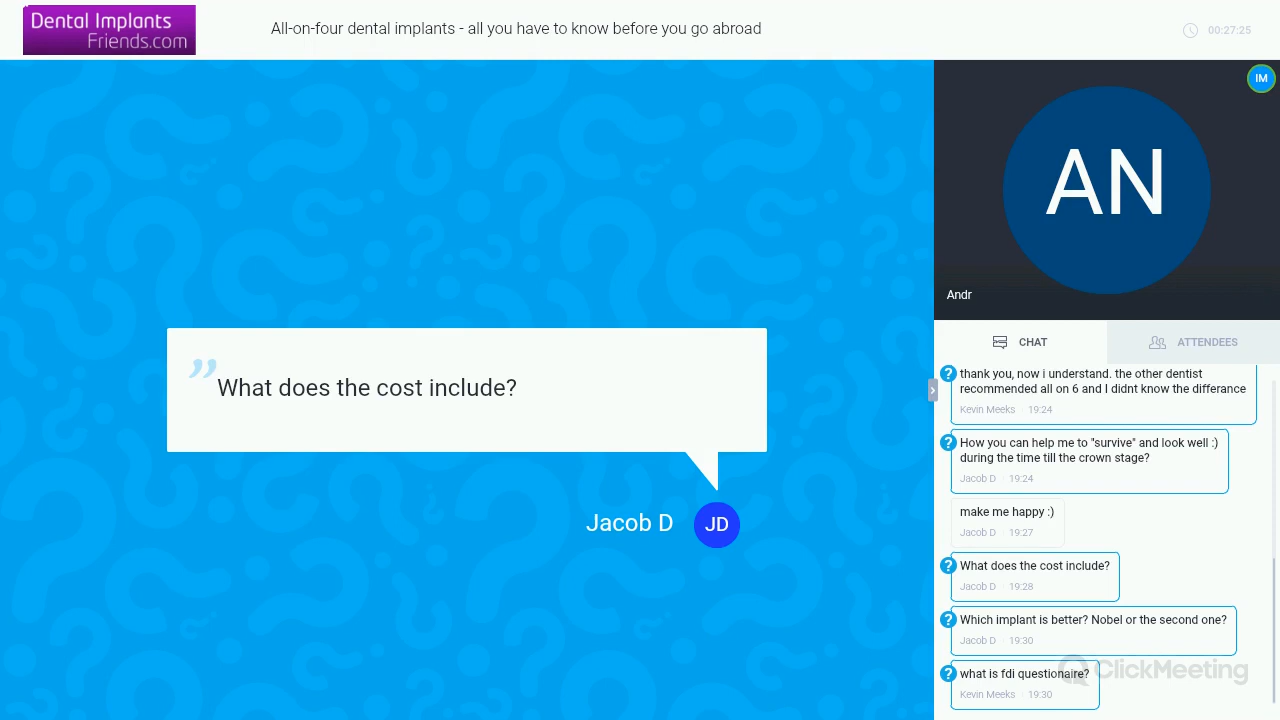 Dental Implants
Friends.com
All-on-four dental implants - all you have to know before you go abroad
00:27:25
IM
AN
Andr
CHAT
ATTENDEES
”
What does the cost include?
Jacob D
JD
? thank you, now i understand. the other dentist
recommended all on 6 and I didnt know the differance
Kevin Meeks · 19:24
? How you can help me to "survive" and look well :)
during the time till the crown stage?
Jacob D · 19:24
make me happy :)
Jacob D · 19:27
? What does the cost include?
Jacob D · 19:28
? Which implant is better? Nobel or the second one?
Jacob D · 19:30
? what is fdi questionaire?
Kevin Meeks · 19:30
ClickMeeting